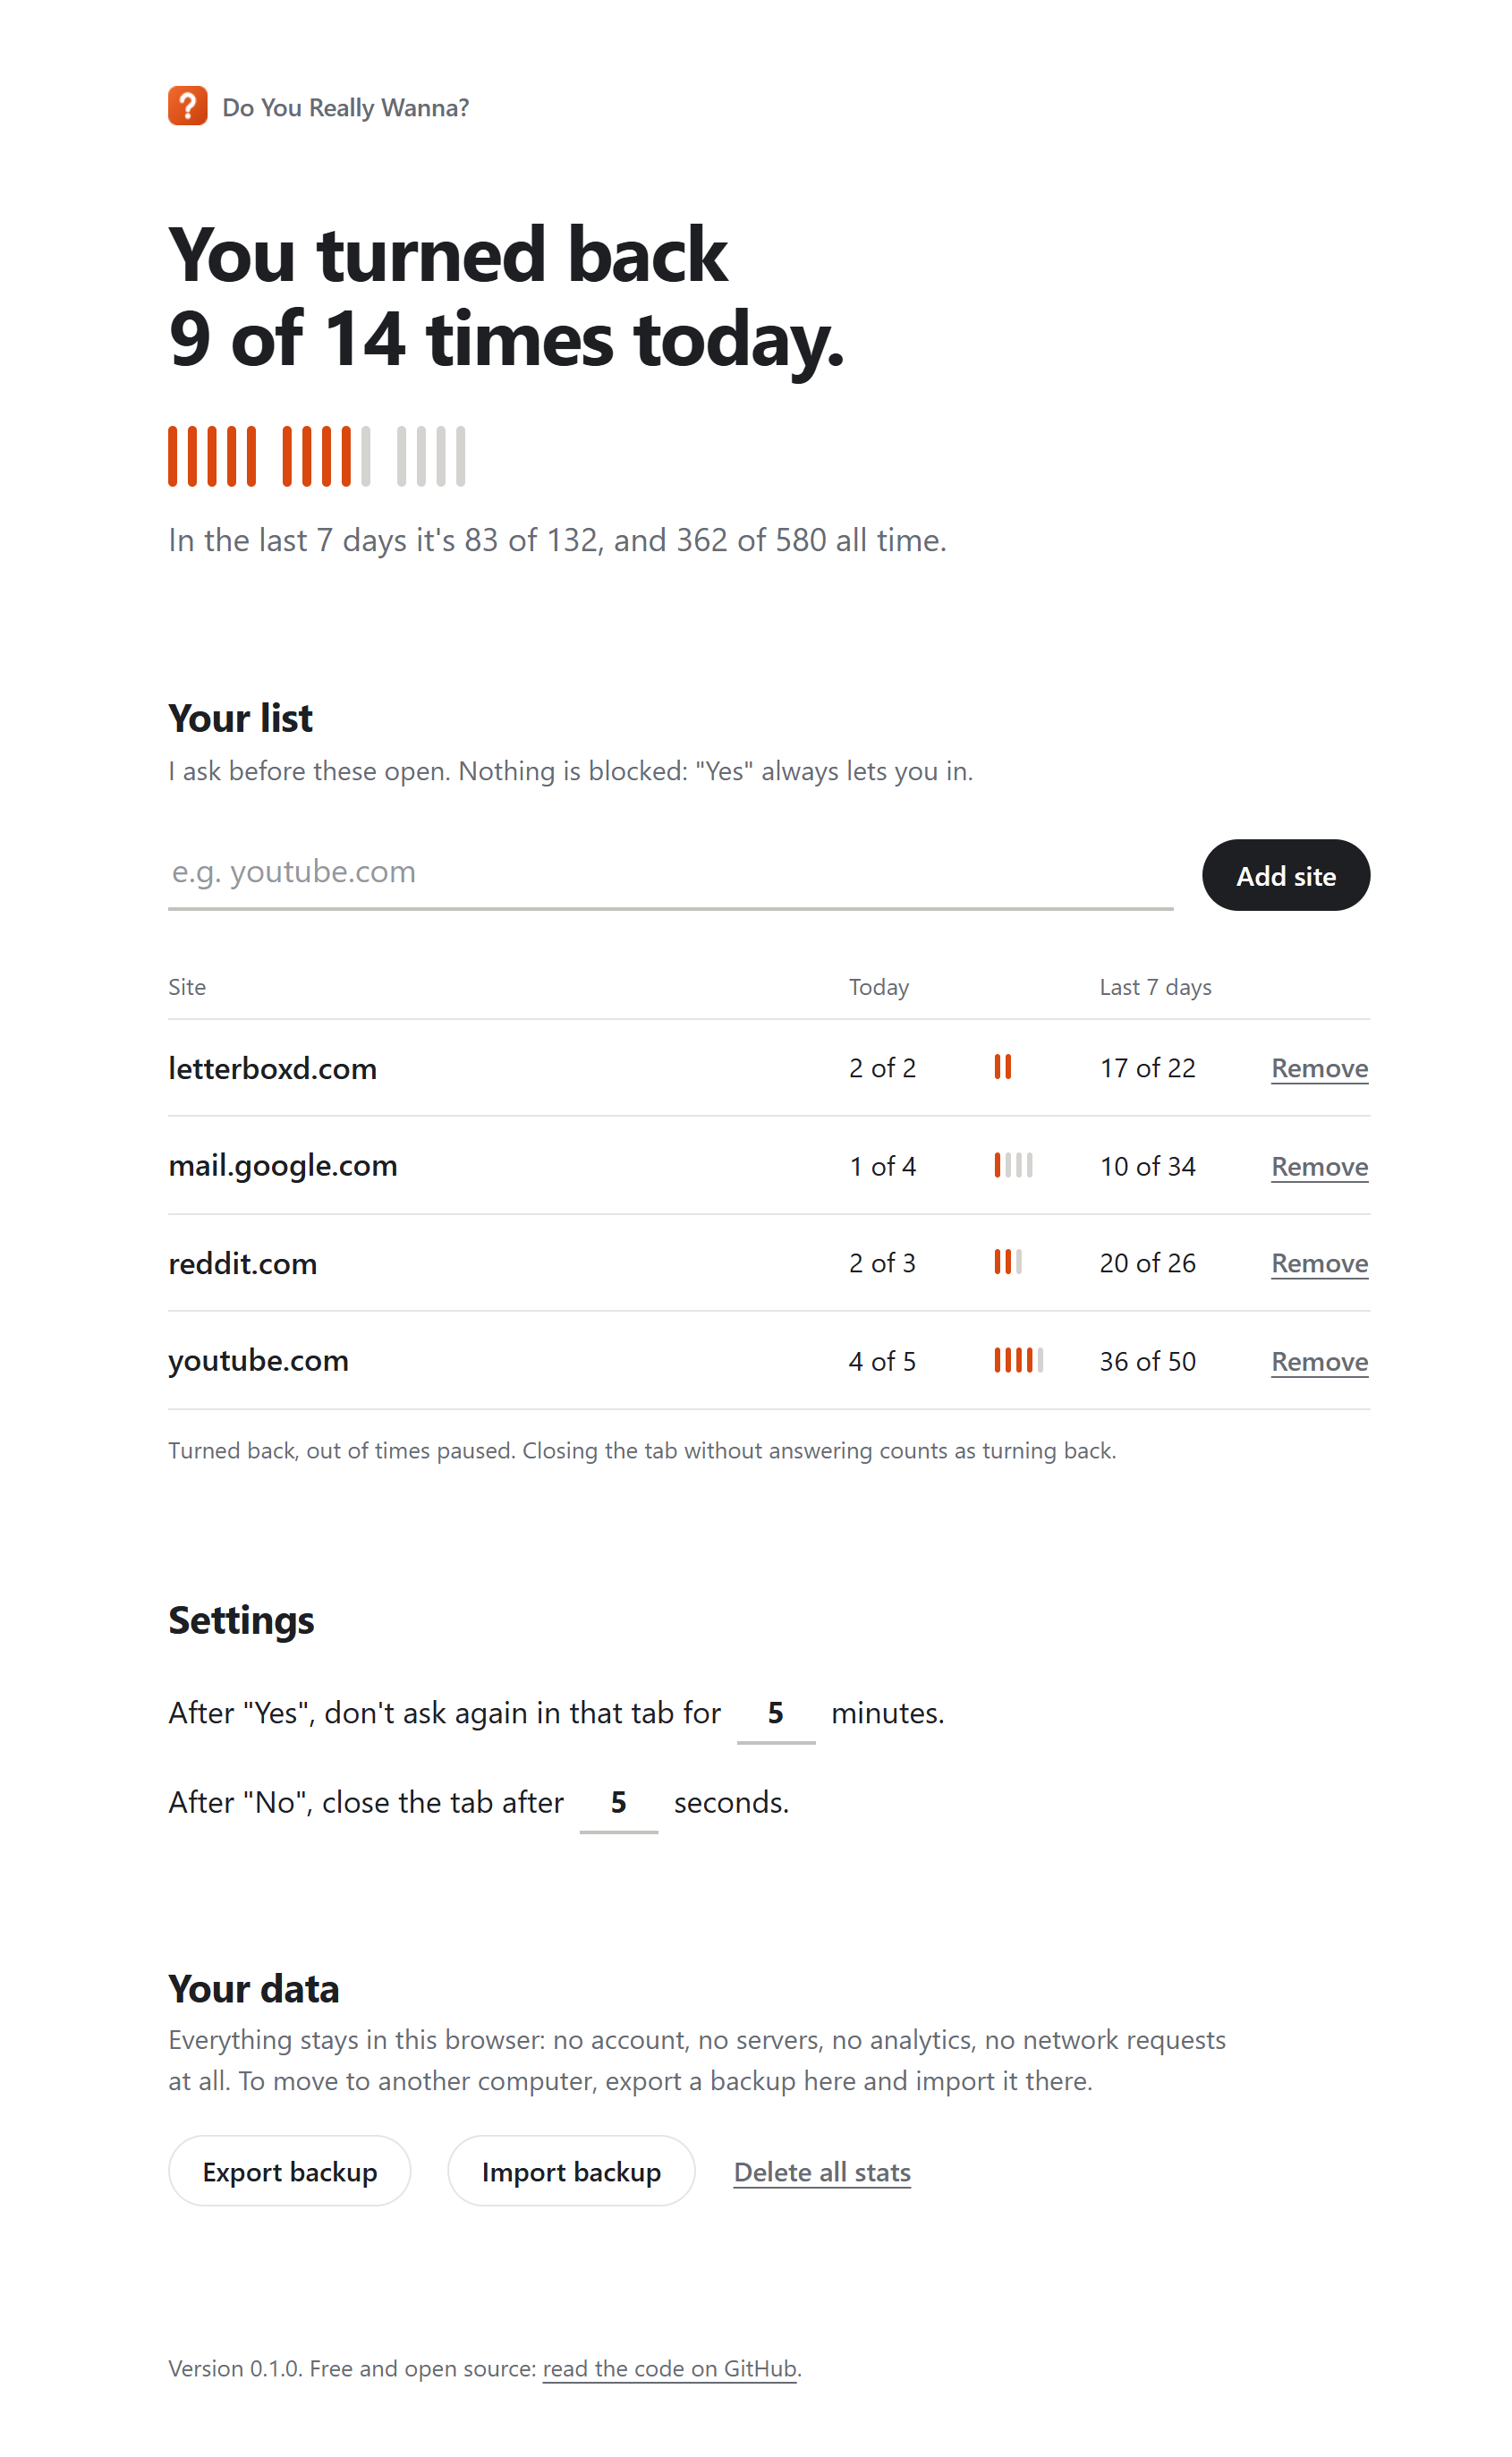 Do You Really Wanna?
You turned back
9 of 14 times today.
In the last 7 days it's 83 of 132, and 362 of 580 all time.
Your list
I ask before these open. Nothing is blocked: "Yes" always lets you in.
e.g. youtube.com
Add site
Site Today Last 7 days
letterboxd.com 2 of 2 17 of 22 Remove
mail.google.com 1 of 4 10 of 34 Remove
reddit.com 2 of 3 20 of 26 Remove
youtube.com 4 of 5 36 of 50 Remove
Turned back, out of times paused. Closing the tab without answering counts as turning back.
Settings
After "Yes", don't ask again in that tab for 5 minutes.
After "No", close the tab after 5 seconds.
Your data
Everything stays in this browser: no account, no servers, no analytics, no network requests
at all. To move to another computer, export a backup here and import it there.
Export backup Import backup Delete all stats
Version 0.1.0. Free and open source: read the code on GitHub.